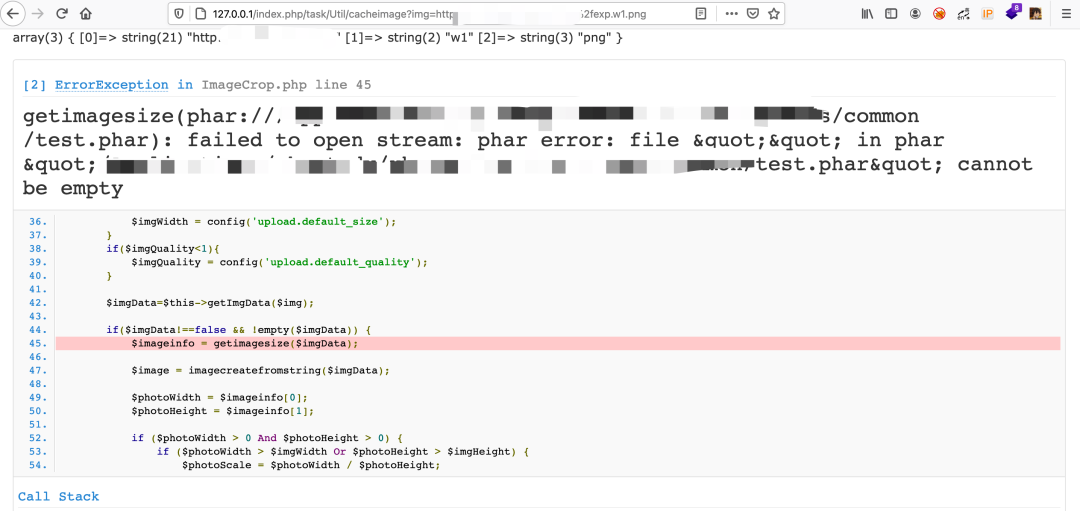 127.0.0.1/index.php/task/Util/cacheimage?img=http 2fexp.w1.png
array(3) { [0]=> string(21) "http. ' [1]=> string(2) "w1" [2]=> string(3) "png" }
[2] ErrorException in ImageCrop.php line 45
getimagesize(phar:// /common
/test.phar): failed to open stream: phar error: file &quot;&quot; in phar
&quot; /test.phar&quot; cannot
be empty
36. $imgWidth = config('upload.default_size');
37. }
38. if($imgQuality<1){
39. $imgQuality = config('upload.default_quality');
40. }
41.
42. $imgData=$this->getImgData($img);
43.
44. if($imgData!==false && !empty($imgData)) {
45. $imageinfo = getimagesize($imgData);
46.
47. $image = imagecreatefromstring($imgData);
48.
49. $photoWidth = $imageinfo[0];
50. $photoHeight = $imageinfo[1];
51.
52. if ($photoWidth > 0 And $photoHeight > 0) {
53. if ($photoWidth > $imgWidth Or $photoHeight > $imgHeight) {
54. $photoScale = $photoWidth / $photoHeight;
Call Stack